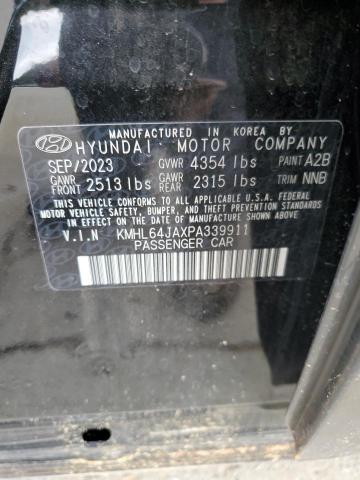 MANUFACTURED IN KOREA BY
HYUNDAI MOTOR COMPANY
SEP/2023 GVWR 4354 lbs PAINT A2B
GAWR FRONT 2513 lbs GAWR REAR 2315 lbs TRIM NNB
THIS VEHICLE CONFORMS TO ALL APPLICABLE U.S.A. FEDERAL
MOTOR VEHICLE SAFETY, BUMPER, AND THEFT PREVENTION STANDARDS
IN EFFECT ON THE DATE OF MANUFACTURE SHOWN ABOVE.
V.I.N KMHL64JAXPA339911
PASSENGER CAR